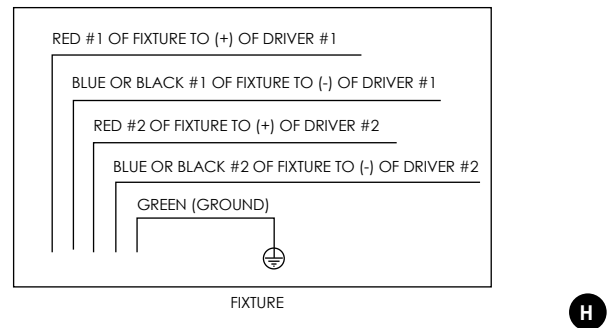 RED #1 OF FIXTURE TO (+) OF DRIVER #1
BLUE OR BLACK #1 OF FIXTURE TO (-) OF DRIVER #1
RED #2 OF FIXTURE TO (+) OF DRIVER #2
BLUE OR BLACK #2 OF FIXTURE TO (-) OF DRIVER #2
GREEN (GROUND)
FIXTURE
H